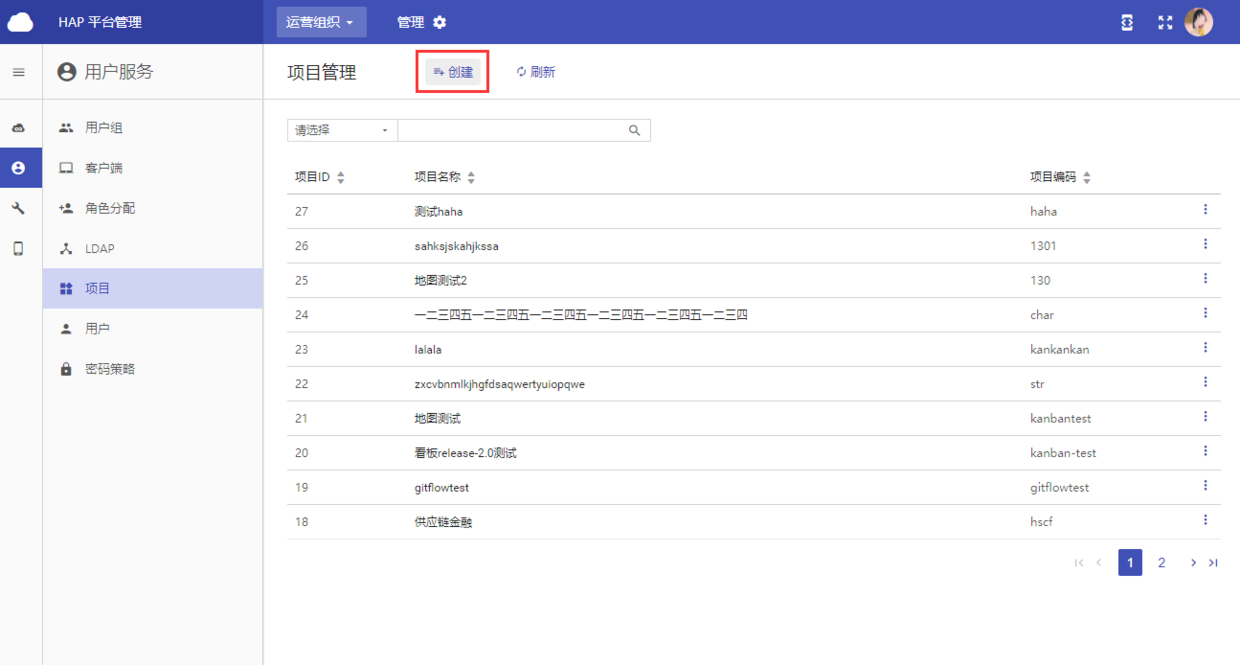 HAP 平台管理
运营组织
管理
用户服务
项目管理
创建
刷新
用户组
客户端
角色分配
LDAP
项目
用户
密码策略
请选择
项目ID 项目名称 项目编码
27 测试haha haha
26 sahksjskahjkssa 1301
25 地图测试2 130
24 一二三四五一二三四五一二三四五一二三四五一二三四五一二三四 char
23 lalala kankankan
22 zxcvbnmlkjhgfdsaqwertyuiopqwe str
21 地图测试 kanbantest
20 看板release-2.0测试 kanban-test
19 gitflowtest gitflowtest
18 供应链金融 hscf
1 2